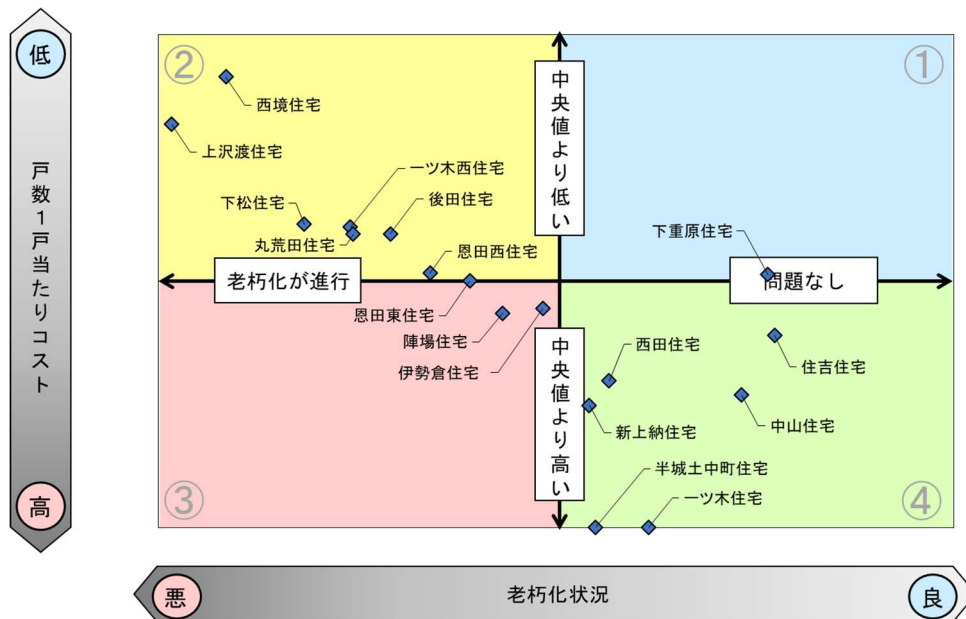 低
戸数1戸当たりコスト
高
②
①
中央値より低い
西境住宅
上沢渡住宅
一ツ木西住宅
下松住宅
後田住宅
丸荒田住宅
下重原住宅
恩田西住宅
老朽化が進行
問題なし
恩田東住宅
陣場住宅
伊勢倉住宅
中央値より高い
西田住宅
住吉住宅
新上納住宅
中山住宅
半城土中町住宅
一ツ木住宅
③
④
悪
老朽化状況
良